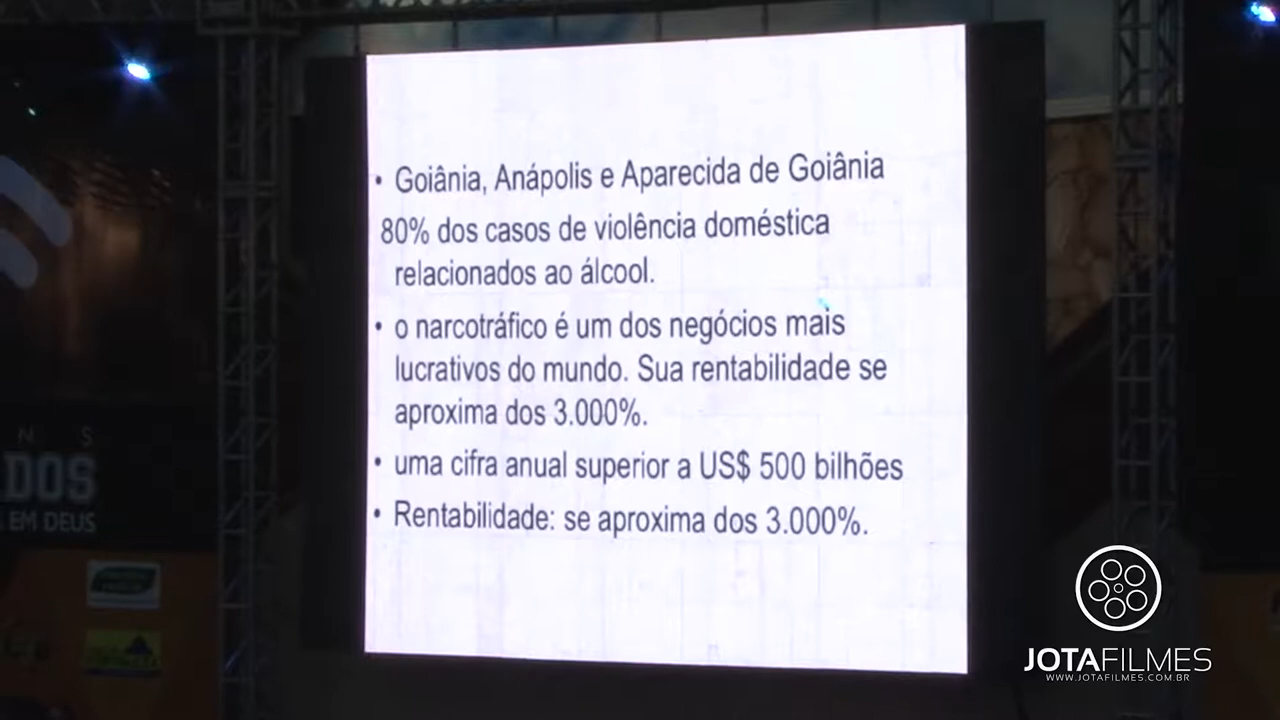 • Goiânia, Anápolis e Aparecida de Goiânia
80% dos casos de violência doméstica
relacionados ao álcool.
• o narcotráfico é um dos negócios mais
lucrativos do mundo. Sua rentabilidade se
aproxima dos 3.000%.
• uma cifra anual superior a US$ 500 bilhões
• Rentabilidade: se aproxima dos 3.000%.
N S
DOS
EM DEUS
JOTAFILMES
WWW.JOTAFILMES.COM.BR